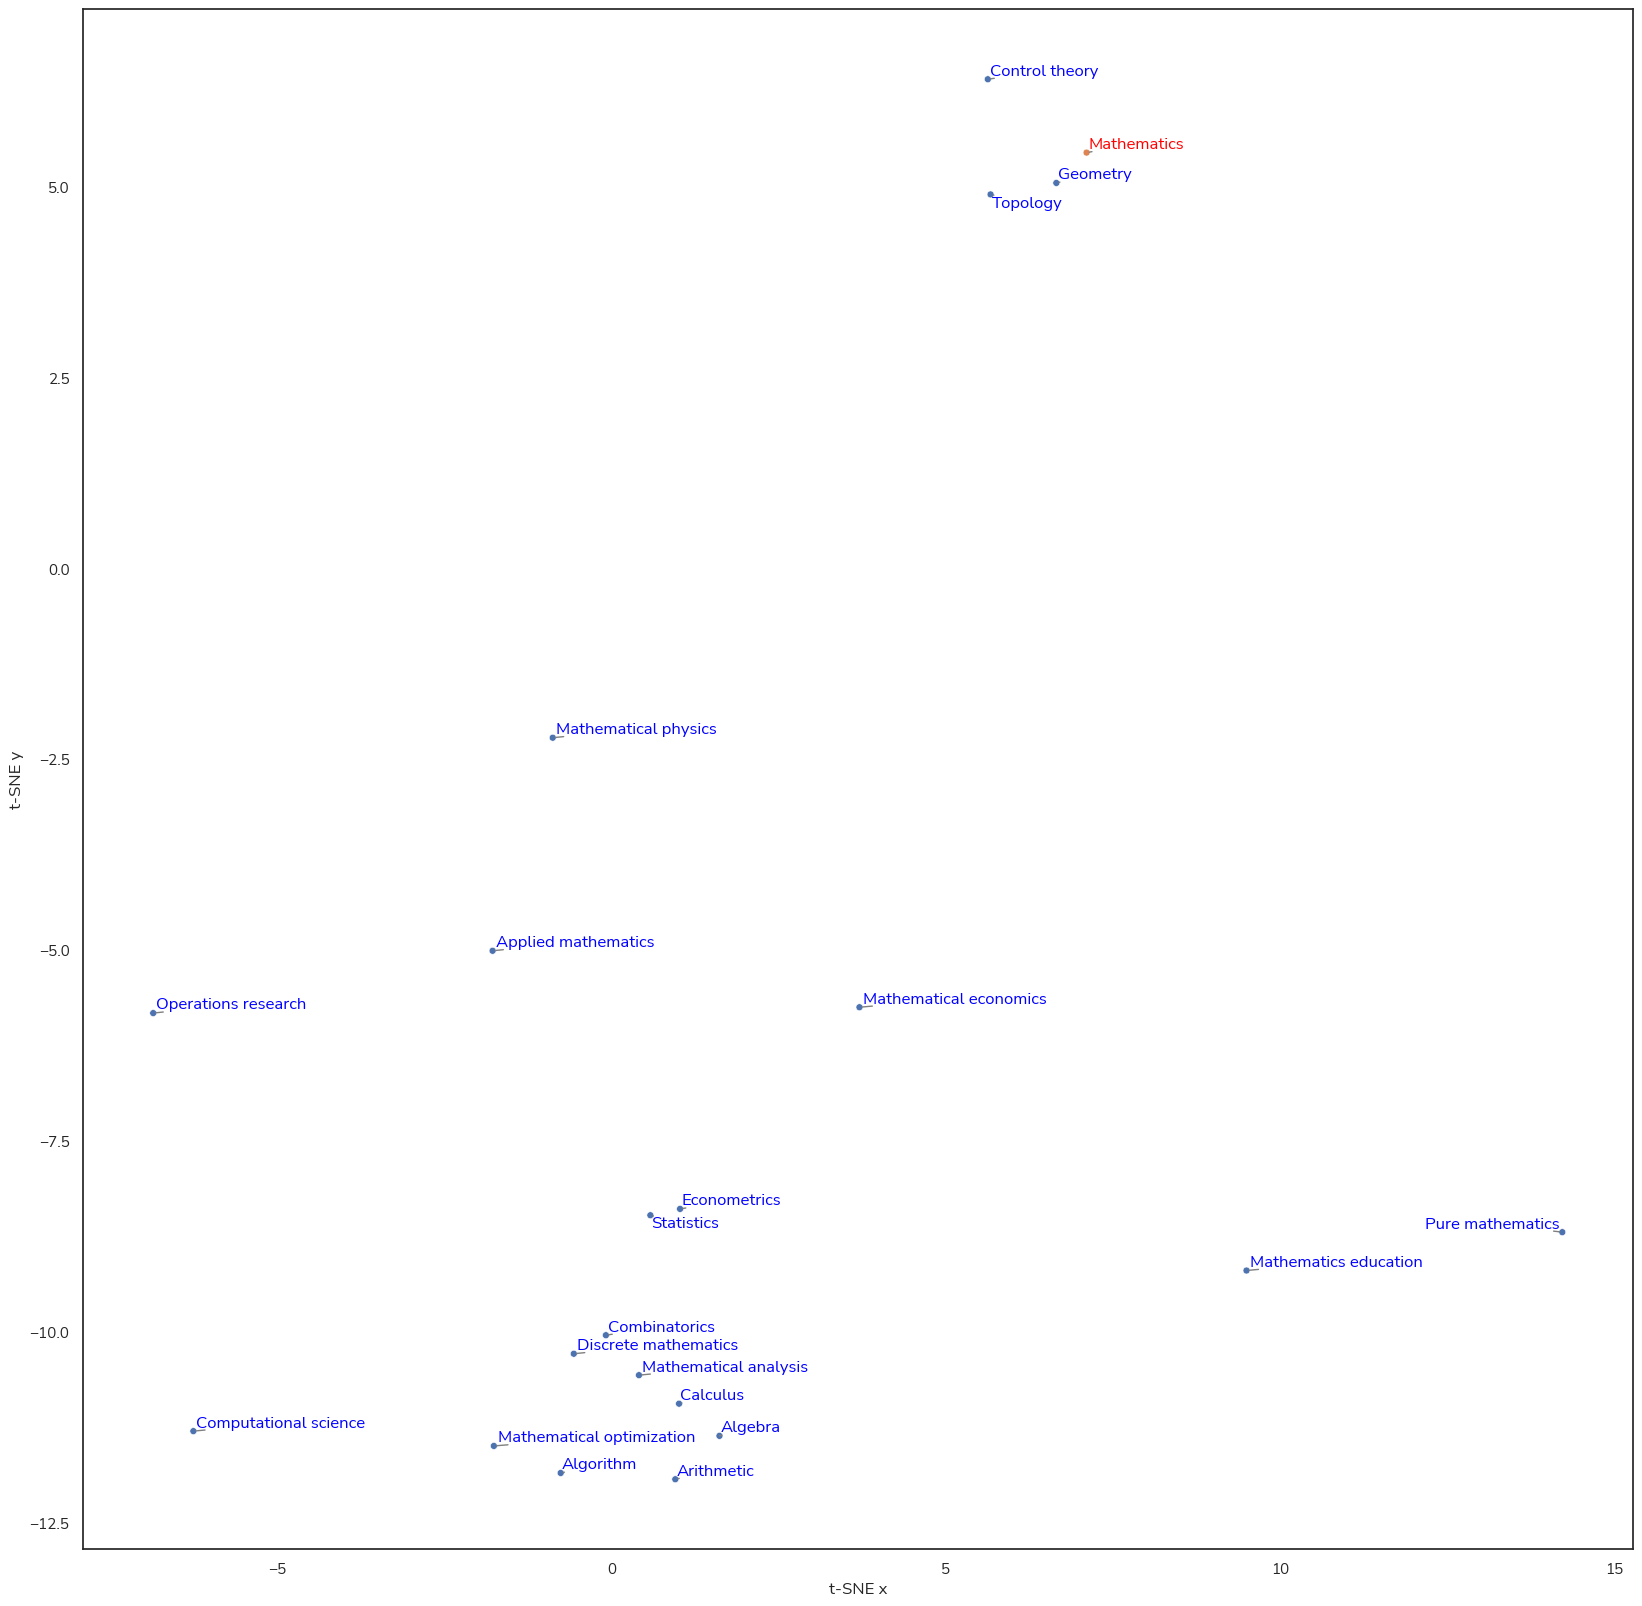 Control theory
Mathematics
Geometry
Topology
5.0
2.5
0.0
Mathematical physics
−2.5
t-SNE y
Applied mathematics
−5.0
Operations research
Mathematical economics
−7.5
Econometrics
Statistics
Pure mathematics
Mathematics education
−10.0
Combinatorics
Discrete mathematics
Mathematical analysis
Calculus
Computational science
Algebra
Mathematical optimization
Algorithm
Arithmetic
−12.5
−5
0
5
10
15
t-SNE x